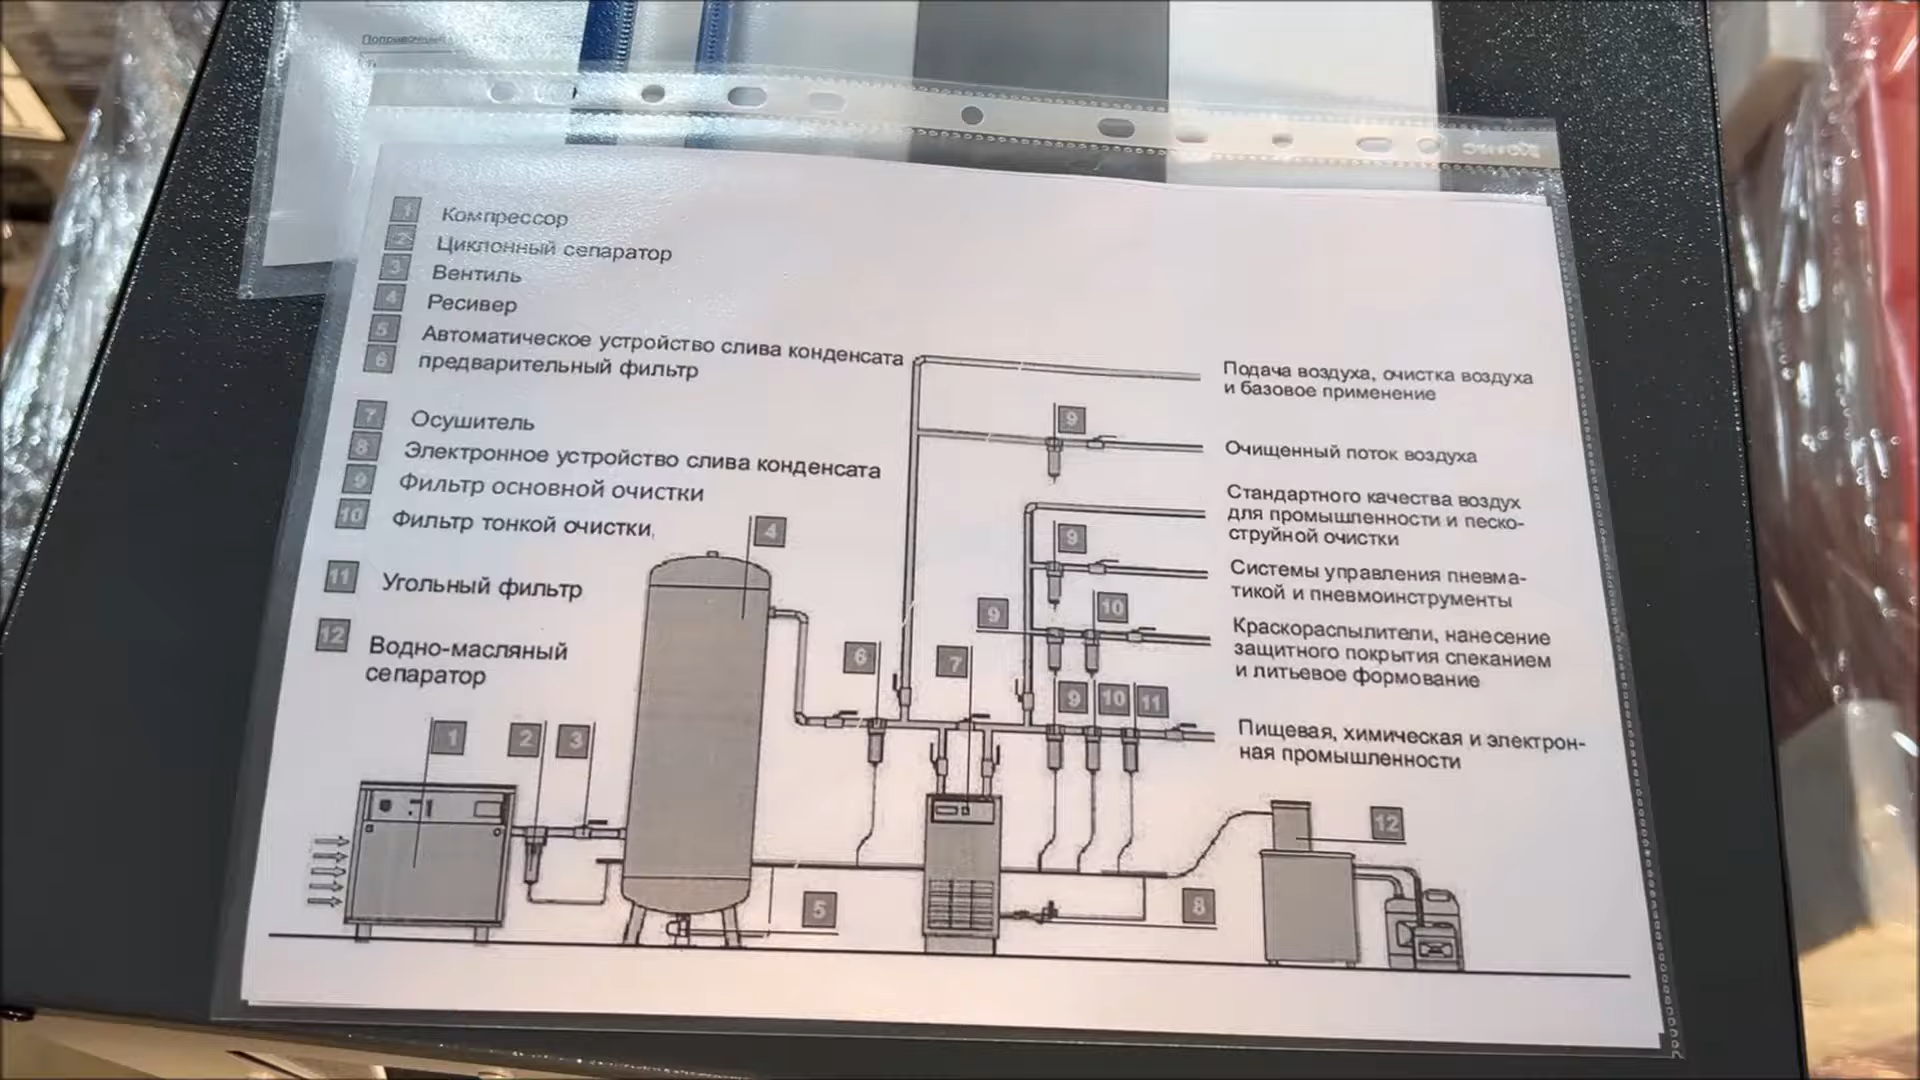 1 Компрессор
2 Циклонный сепаратор
3 Вентиль
4 Ресивер
5 Автоматическое устройство слива конденсата
6 предварительный фильтр
7 Осушитель
8 Электронное устройство слива конденсата
9 Фильтр основной очистки
10 Фильтр тонкой очистки,
11 Угольный фильтр
12 Водно-масляный
сепаратор
Подача воздуха, очистка воздуха
и базовое применение
9
Очищенный поток воздуха
Стандартного качества воздух
для промышленности и песко-
струйной очистки
4
9
Системы управления пневма-
тикой и пневмоинструменты
9 10
Краскораспылители, нанесение
защитного покрытия спеканием
и литьевое формование
6 7
9 10 11
Пищевая, химическая и электрон-
ная промышленности
1 2 3
12
5
8